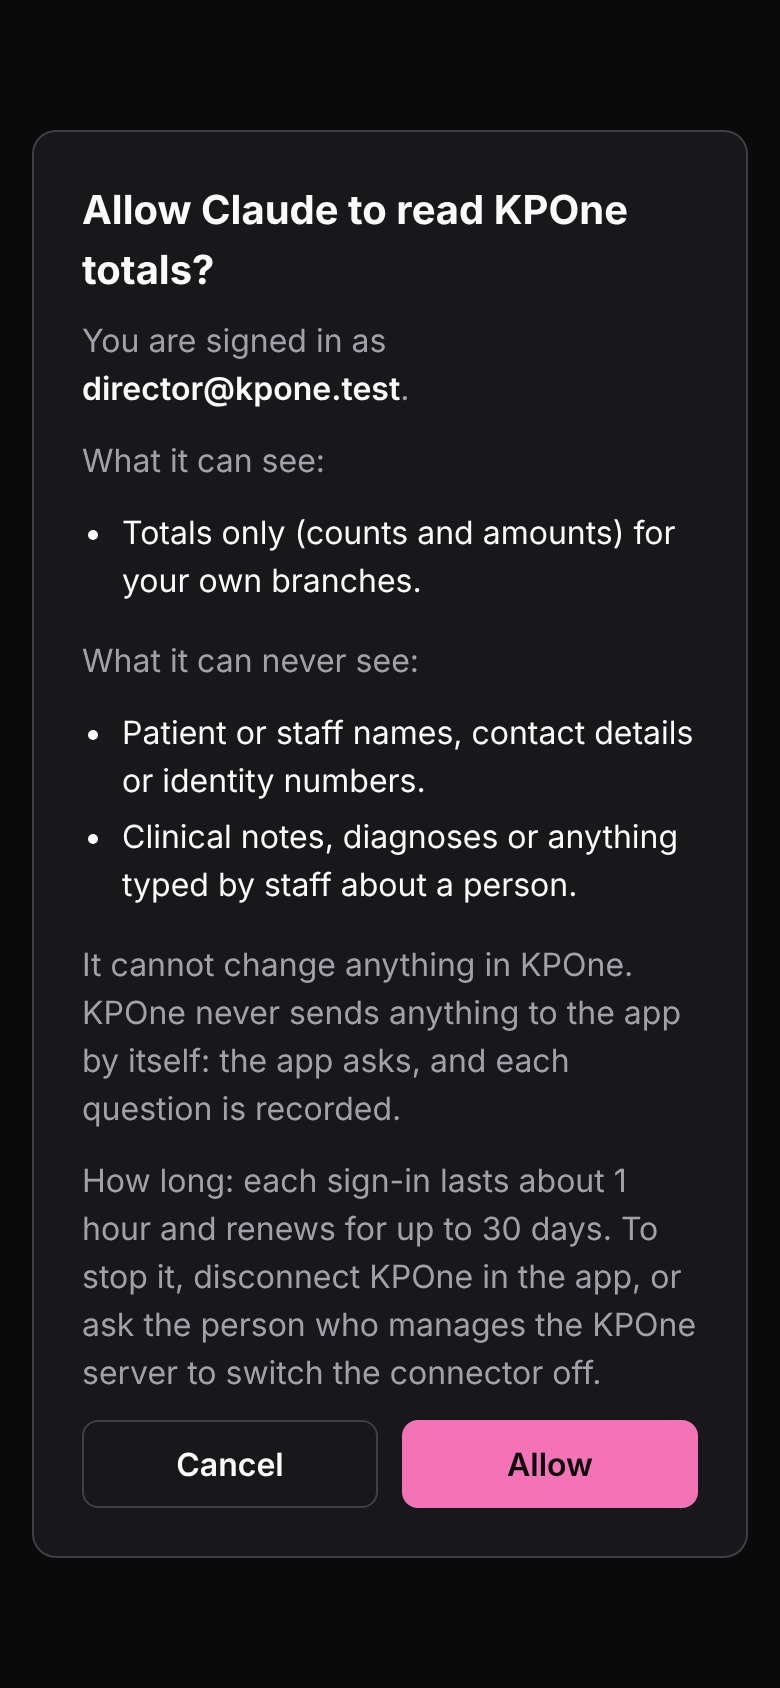 Allow Claude to read KPOne
totals?
You are signed in as
director@kpone.test.
What it can see:
• Totals only (counts and amounts) for
your own branches.
What it can never see:
• Patient or staff names, contact details
or identity numbers.
• Clinical notes, diagnoses or anything
typed by staff about a person.
It cannot change anything in KPOne.
KPOne never sends anything to the app
by itself: the app asks, and each
question is recorded.
How long: each sign-in lasts about 1
hour and renews for up to 30 days. To
stop it, disconnect KPOne in the app, or
ask the person who manages the KPOne
server to switch the connector off.
Cancel
Allow